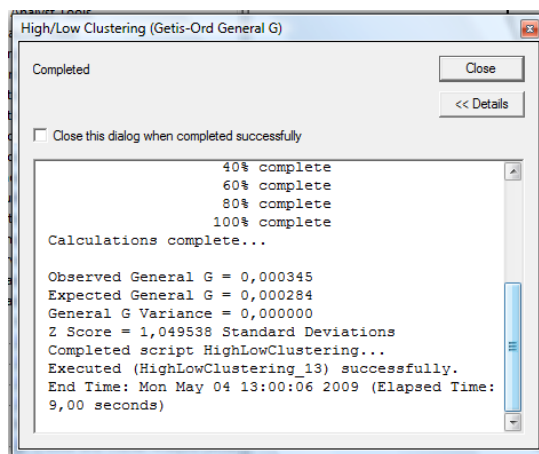 High/Low Clustering (Getis-Ord General G)
Completed
Close
<< Details
Close this dialog when completed successfully
40% complete
60% complete
80% complete
100% complete
Calculations complete...
Observed General G = 0,000345
Expected General G = 0,000284
General G Variance = 0,000000
Z Score = 1,049538 Standard Deviations
Completed script HighLowClustering...
Executed (HighLowClustering_13) successfully.
End Time: Mon May 04 13:00:06 2009 (Elapsed Time:
9,00 seconds)